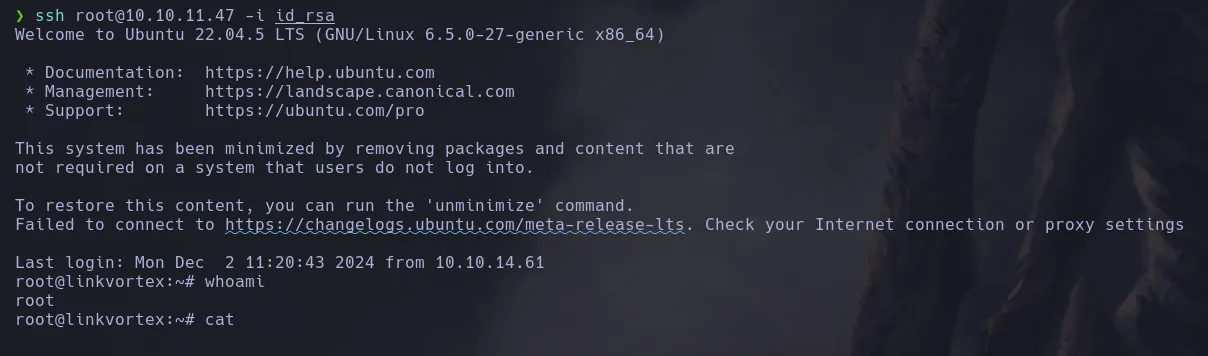 ❯ ssh root@10.10.11.47 -i id_rsa
Welcome to Ubuntu 22.04.5 LTS (GNU/Linux 6.5.0-27-generic x86_64)
* Documentation:  https://help.ubuntu.com
* Management:     https://landscape.canonical.com
* Support:        https://ubuntu.com/pro
This system has been minimized by removing packages and content that are
not required on a system that users do not log into.
To restore this content, you can run the 'unminimize' command.
Failed to connect to https://changelogs.ubuntu.com/meta-release-lts. Check your Internet connection or proxy settings
Last login: Mon Dec  2 11:20:43 2024 from 10.10.14.61
root@linkvortex:~# whoami
root
root@linkvortex:~# cat